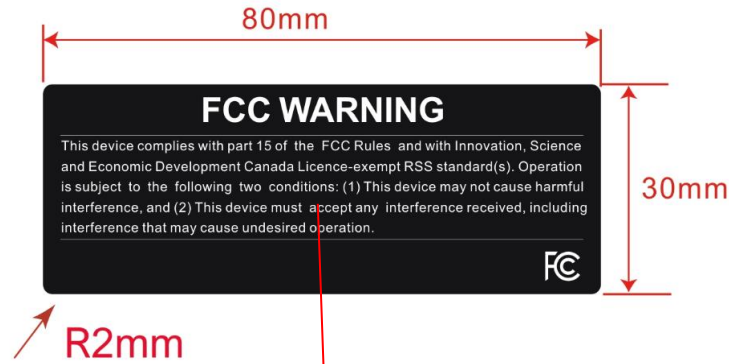 80mm
FCC WARNING
This device complies with part 15 of the FCC Rules and with Innovation, Science
and Economic Development Canada Licence-exempt RSS standard(s). Operation
is subject to the following two conditions: (1) This device may not cause harmful
interference, and (2) This device must accept any interference received, including
interference that may cause undesired operation.
30mm
FC
R2mm